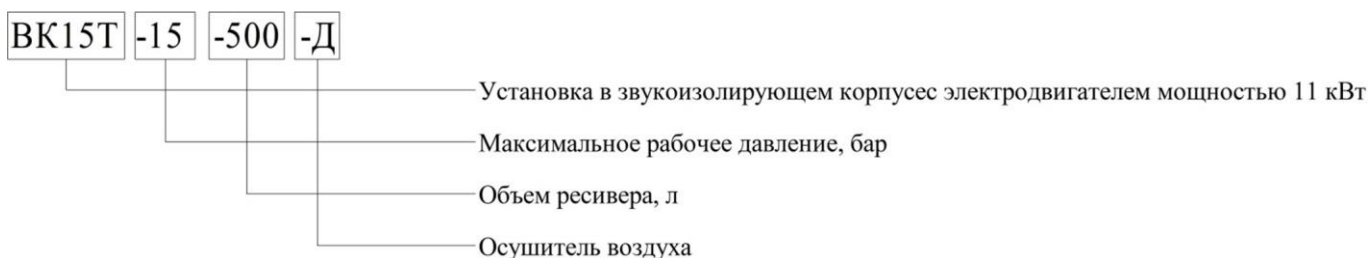 ВК15Т -15 -500 -Д
Установка в звукоизолирующем корпусес электродвигателем мощностью 11 кВт
Максимальное рабочее давление, бар
Объем ресивера, л
Осушитель воздуха